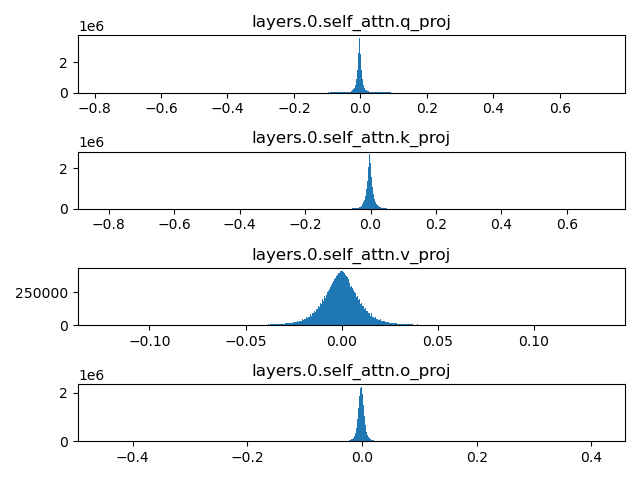 layers.0.self_attn.q_proj
1e6
2
0
−0.8 −0.6 −0.4 −0.2 0.0 0.2 0.4 0.6
layers.0.self_attn.k_proj
1e6
2
0
−0.8 −0.6 −0.4 −0.2 0.0 0.2 0.4 0.6
layers.0.self_attn.v_proj
250000
0
−0.10 −0.05 0.00 0.05 0.10
layers.0.self_attn.o_proj
1e6
2
0
−0.4 −0.2 0.0 0.2 0.4